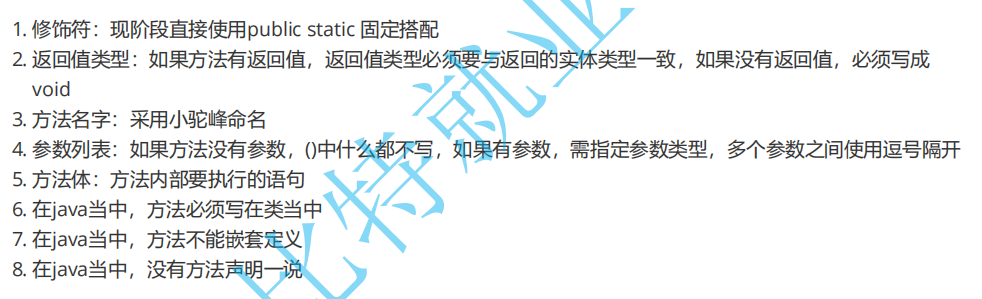 1. 修饰符：现阶段直接使用public static 固定搭配
2. 返回值类型：如果方法有返回值，返回值类型必须要与返回的实体类型一致，如果没有返回值，必须写成
void
3. 方法名字：采用小驼峰命名
4. 参数列表：如果方法没有参数，()中什么都不写，如果有参数，需指定参数类型，多个参数之间使用逗号隔开
5. 方法体：方法内部要执行的语句
6. 在java当中，方法必须写在类当中
7. 在java当中，方法不能嵌套定义
8. 在java当中，没有方法声明一说
比特就业